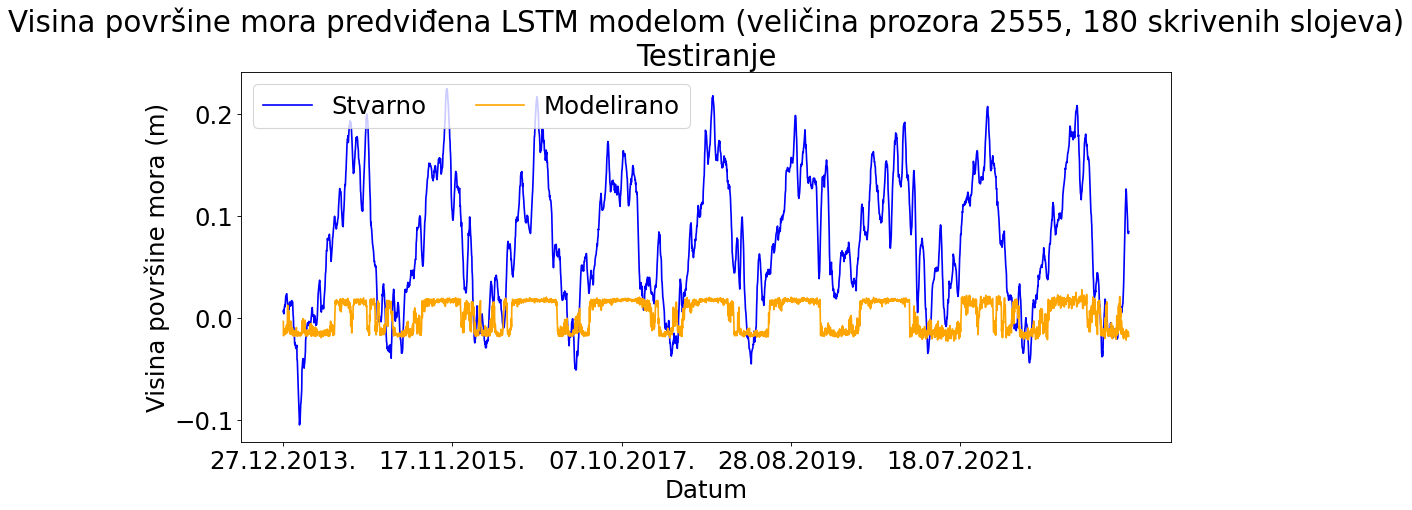 Visina površine mora predviđena LSTM modelom (veličina prozora 2555, 180 skrivenih slojeva)
Testiranje
Stvarno
Modelirano
Visina površine mora (m)
0.2
0.1
0.0
−0.1
27.12.2013.
17.11.2015.
07.10.2017.
28.08.2019.
18.07.2021.
Datum